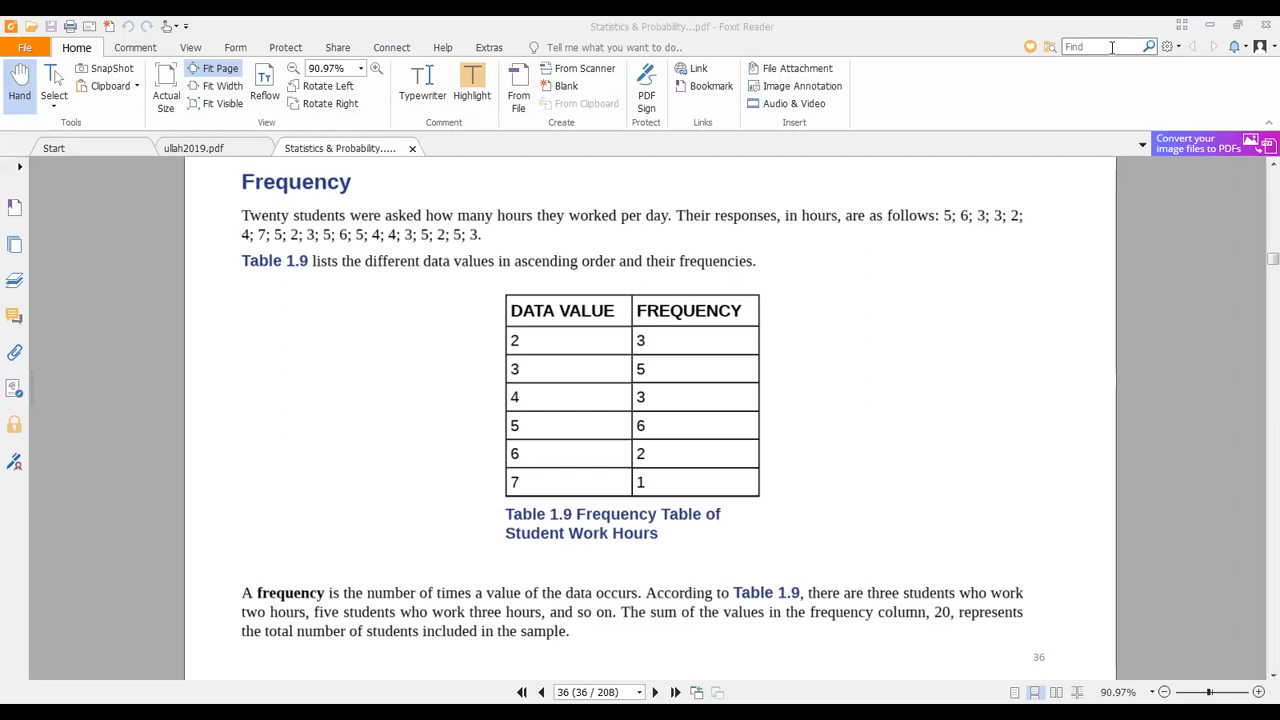 Statistics & Probability...pdf - Foxit Reader
File Home Comment View Form Protect Share Connect Help Extras Tell me what you want to do.. Find
Hand
Select
SnapShot
Clipboard
Tools
Actual Size
Fit Page
Fit Width
Fit Visible
Reflow
90.97%
Rotate Left
Rotate Right
View
Typewriter
Highlight
Comment
From File
From Scanner
Blank
From Clipboard
Create
PDF Sign
Protect
Link
Bookmark
Links
File Attachment
Image Annotation
Audio & Video
Insert
Start ullah2019.pdf Statistics & Probability.....
Convert your
image files to PDFs
Frequency
Twenty students were asked how many hours they worked per day. Their responses, in hours, are as follows: 5; 6; 3; 3; 2;
4; 7; 5; 2; 3; 5; 6; 5; 4; 4; 3; 5; 2; 5; 3.
Table 1.9 lists the different data values in ascending order and their frequencies.
DATA VALUE FREQUENCY
2 3
3 5
4 3
5 6
6 2
7 1
Table 1.9 Frequency Table of
Student Work Hours
A frequency is the number of times a value of the data occurs. According to Table 1.9, there are three students who work
two hours, five students who work three hours, and so on. The sum of the values in the frequency column, 20, represents
the total number of students included in the sample.
36
36 (36 / 208)
90.97%